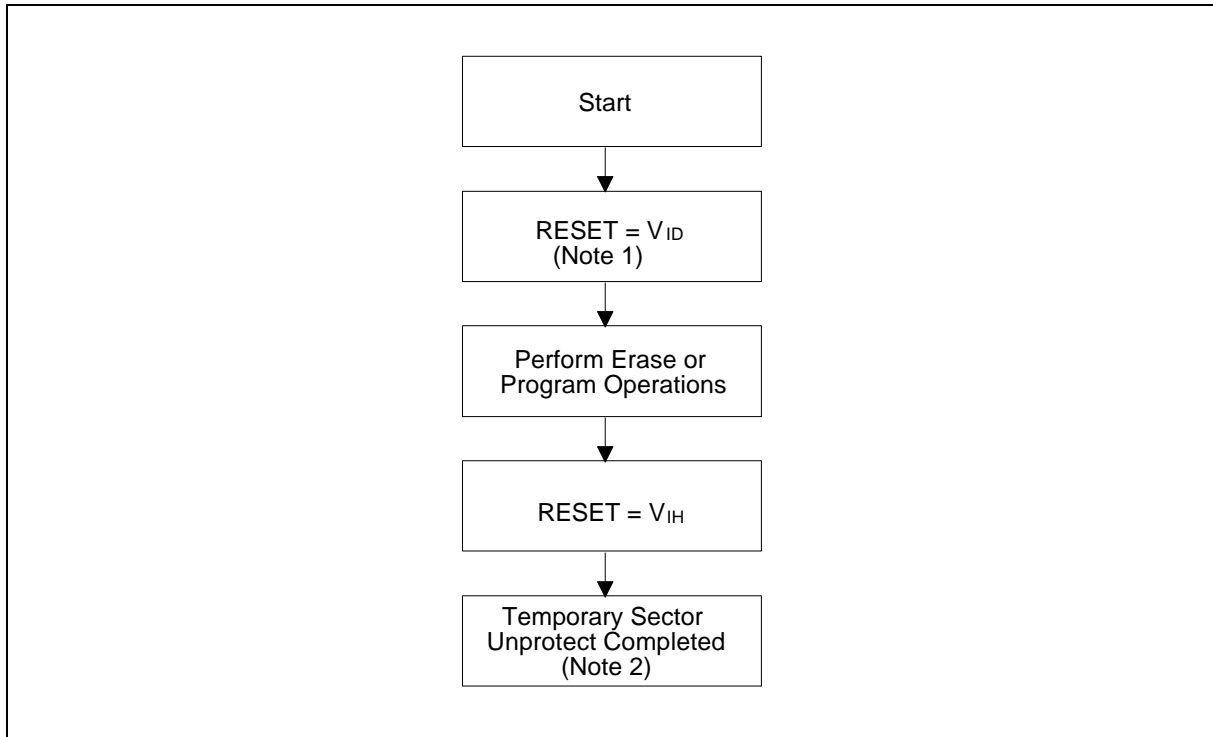 Start
RESET = VID
(Note 1)
Perform Erase or
Program Operations
RESET = VIH
Temporary Sector
Unprotect Completed
(Note 2)